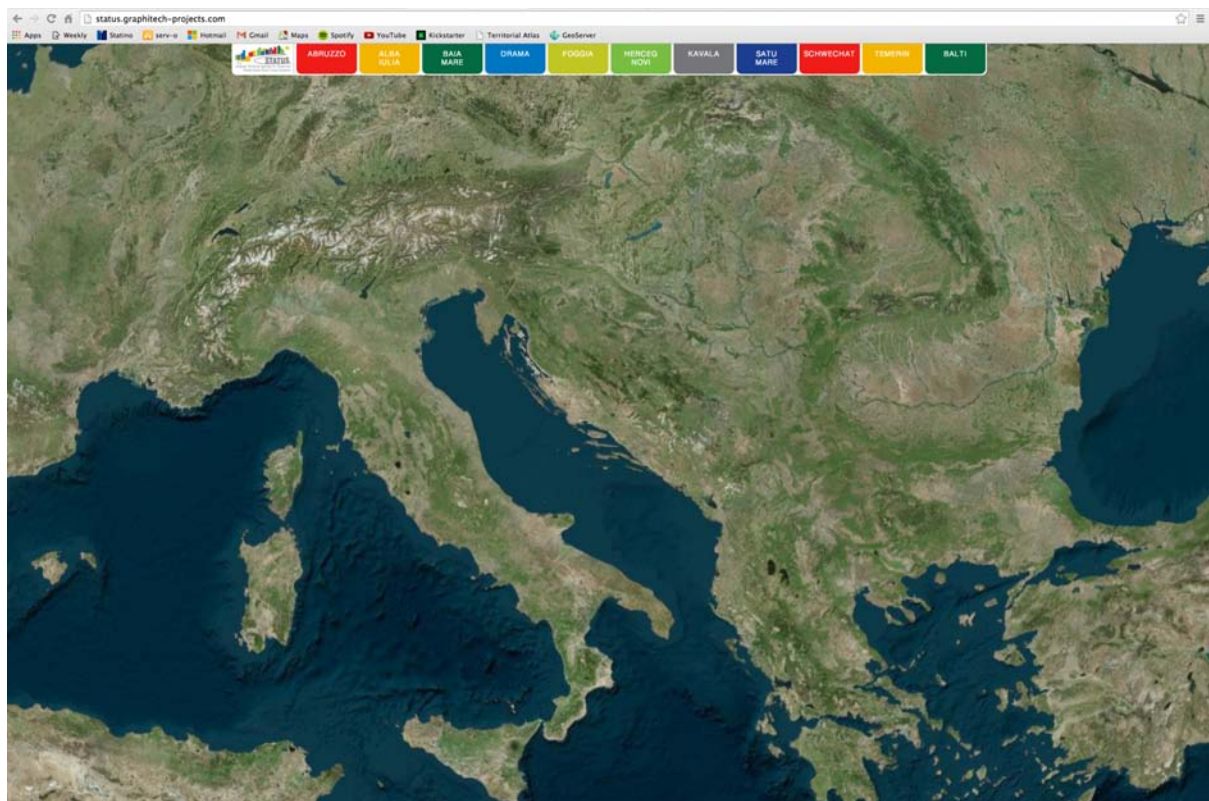 status.graphitech-projects.com
Apps Weekly Statino serv-o Hotmail Gmail Maps Spotify YouTube Kickstarter Territorial Atlas GeoServer
STATUS
ABRUZZO
ALBA
IULIA
BAIA
MARE
DRAMA
FOGGIA
HERCEG
NOVI
KAVALA
SATU
MARE
SCHWECHAT
TEMERIN
BALTI